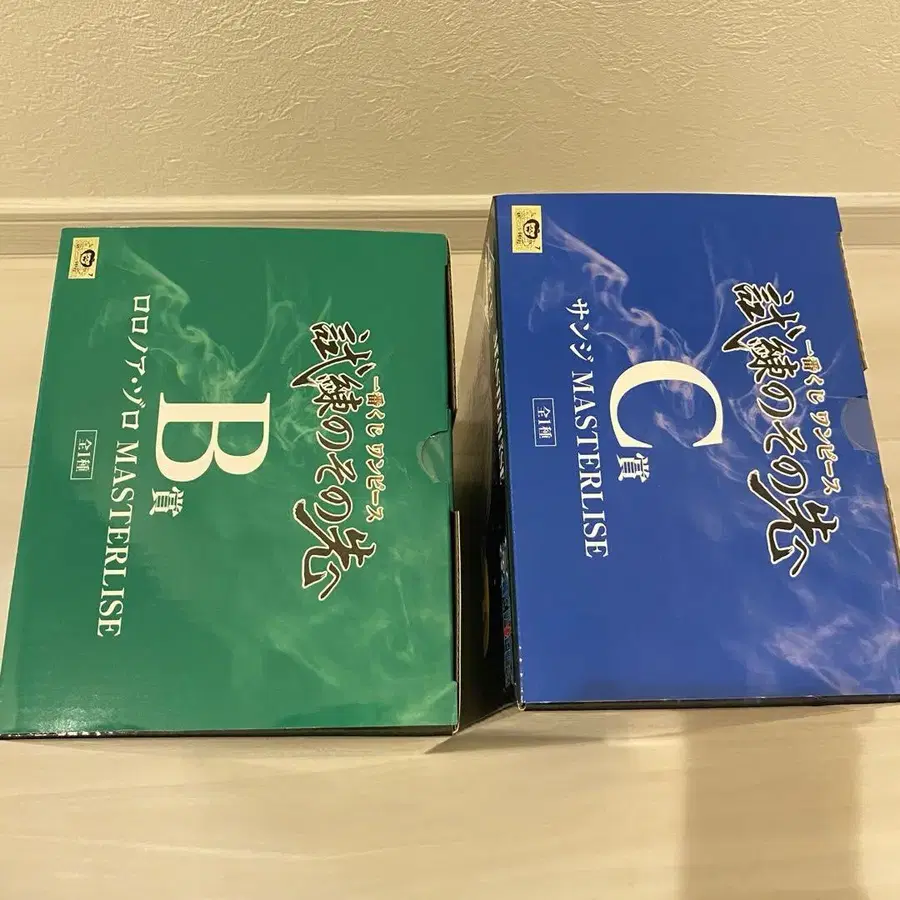 一番くじ ワンピース
試練のその先
B賞
ロロノア・ゾロ MASTERLISE
全1種
一番くじ ワンピース
試練のその先
C賞
サンジ MASTERLISE
全1種